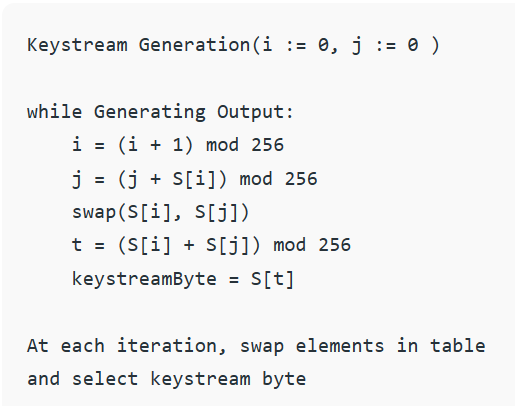 Keystream Generation(i := 0, j := 0 )
while Generating Output:
i = (i + 1) mod 256
j = (j + S[i]) mod 256
swap(S[i], S[j])
t = (S[i] + S[j]) mod 256
keystreamByte = S[t]
At each iteration, swap elements in table
and select keystream byte